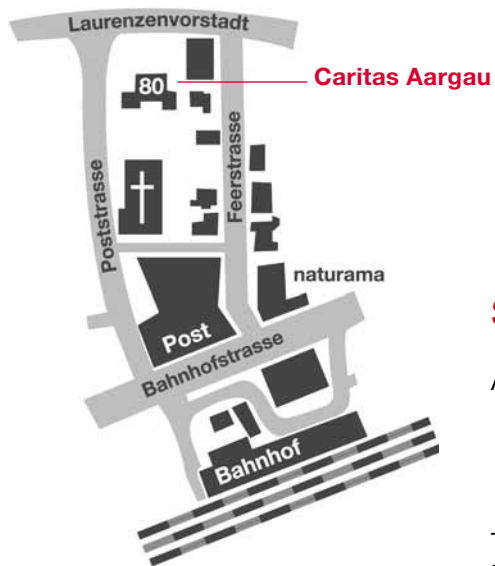 Laurenzenvorstadt
80
Caritas Aargau
Poststrasse
Feerstrasse
naturama
Post
Bahnhofstrasse
Bahnhof